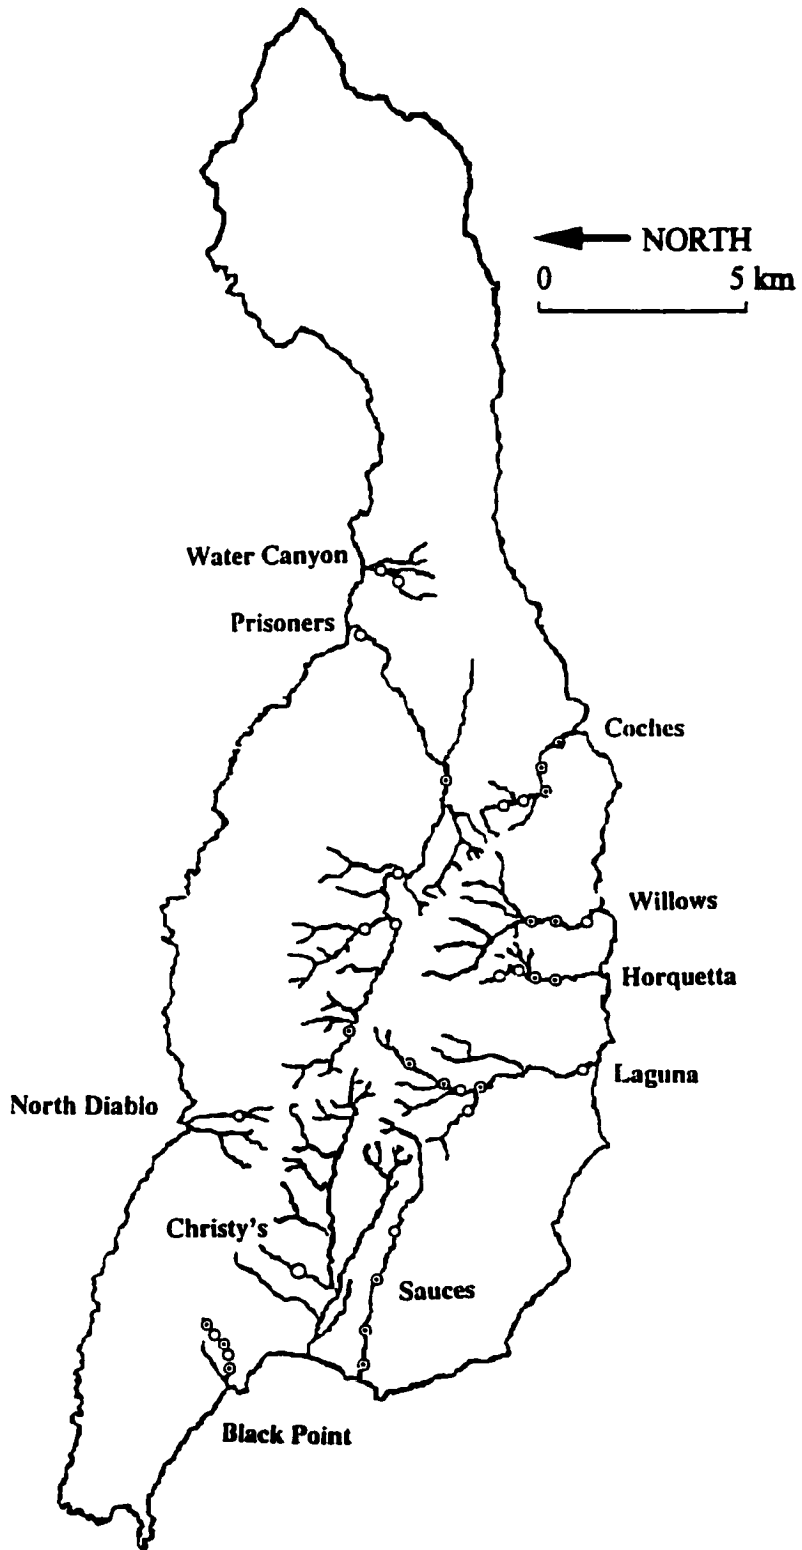 NORTH
0 5 km
Water Canyon
Prisoners
Coches
Willows
Horquetta
Laguna
North Diablo
Christy's
Sauces
Black Point